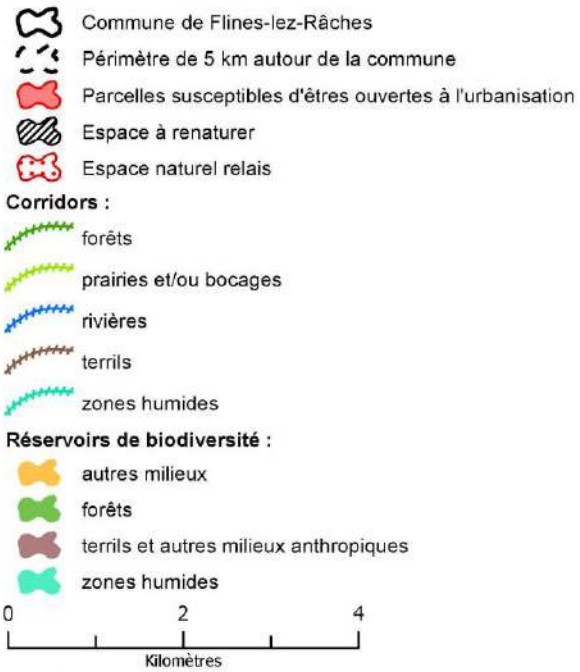 Commune de Flines-lez-Râches
Périmètre de 5 km autour de la commune
Parcelles susceptibles d'êtres ouvertes à l'urbanisation
Espace à renaturer
Espace naturel relais
Corridors :
forêts
prairies et/ou bocages
rivières
terrils
zones humides
Réservoirs de biodiversité :
autres milieux
forêts
terrils et autres milieux anthropiques
zones humides
0 2 4
Kilomètres